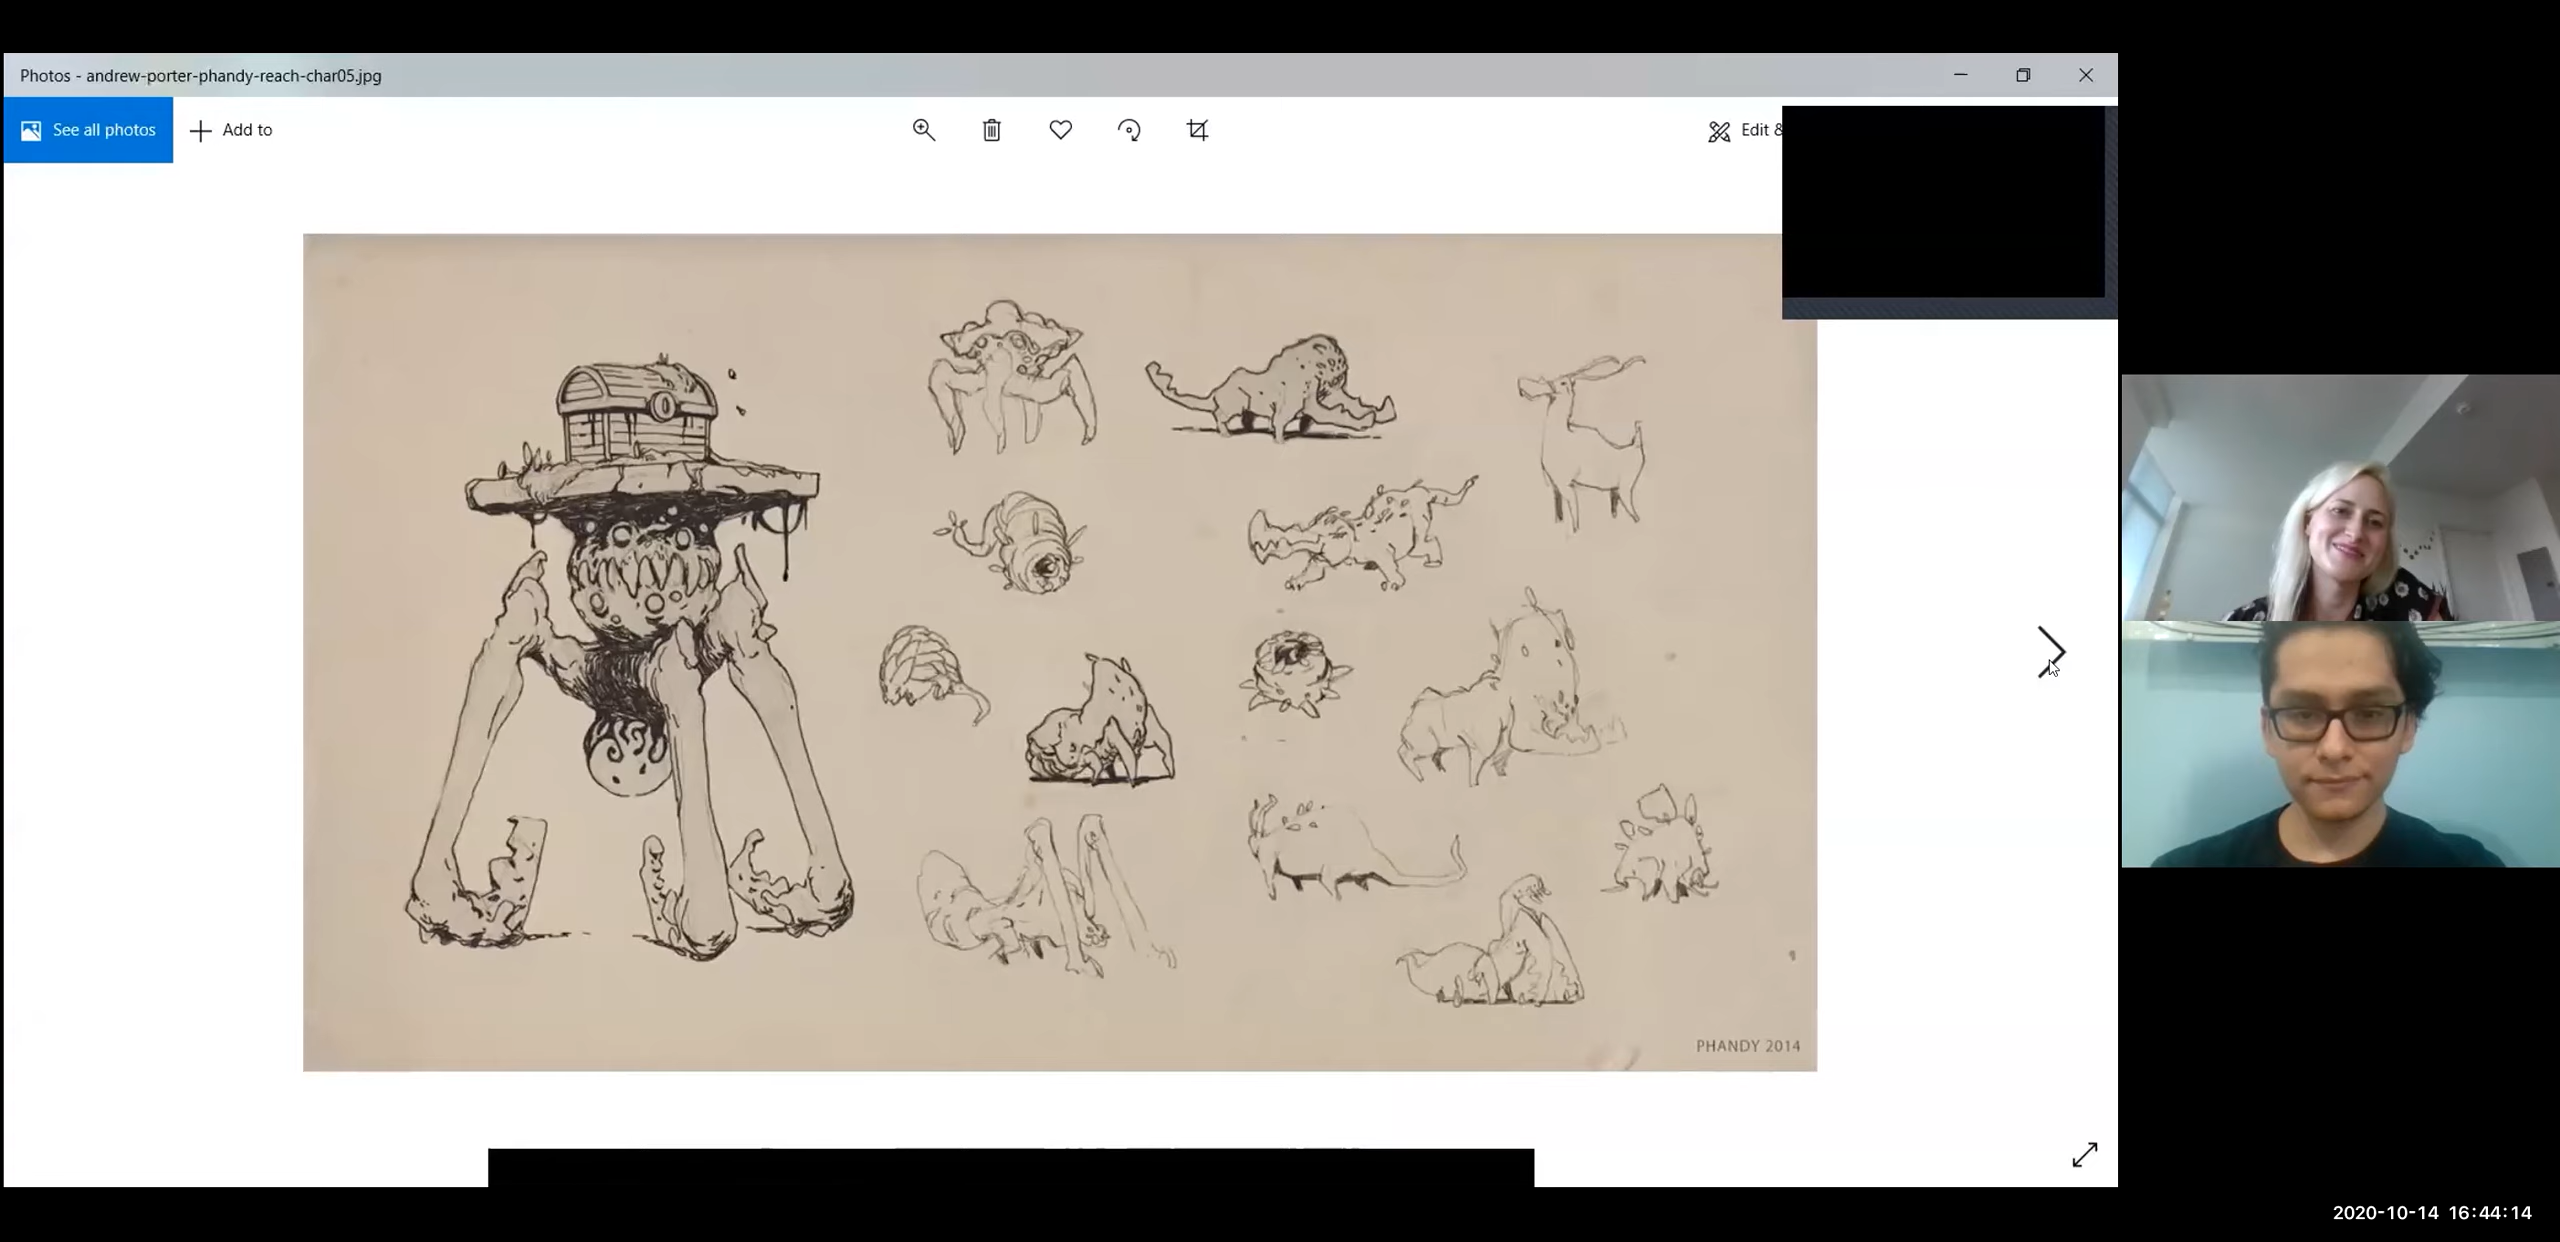 Photos - andrew-porter-phandy-reach-char05.jpg
See all photos
Add to
Edit &
PHANDY 2014
2020-10-14 16:44:14